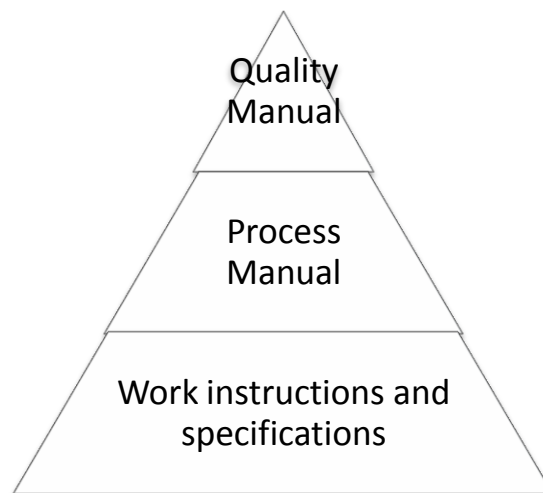 Quality
Manual
Process
Manual
Work instructions and
specifications